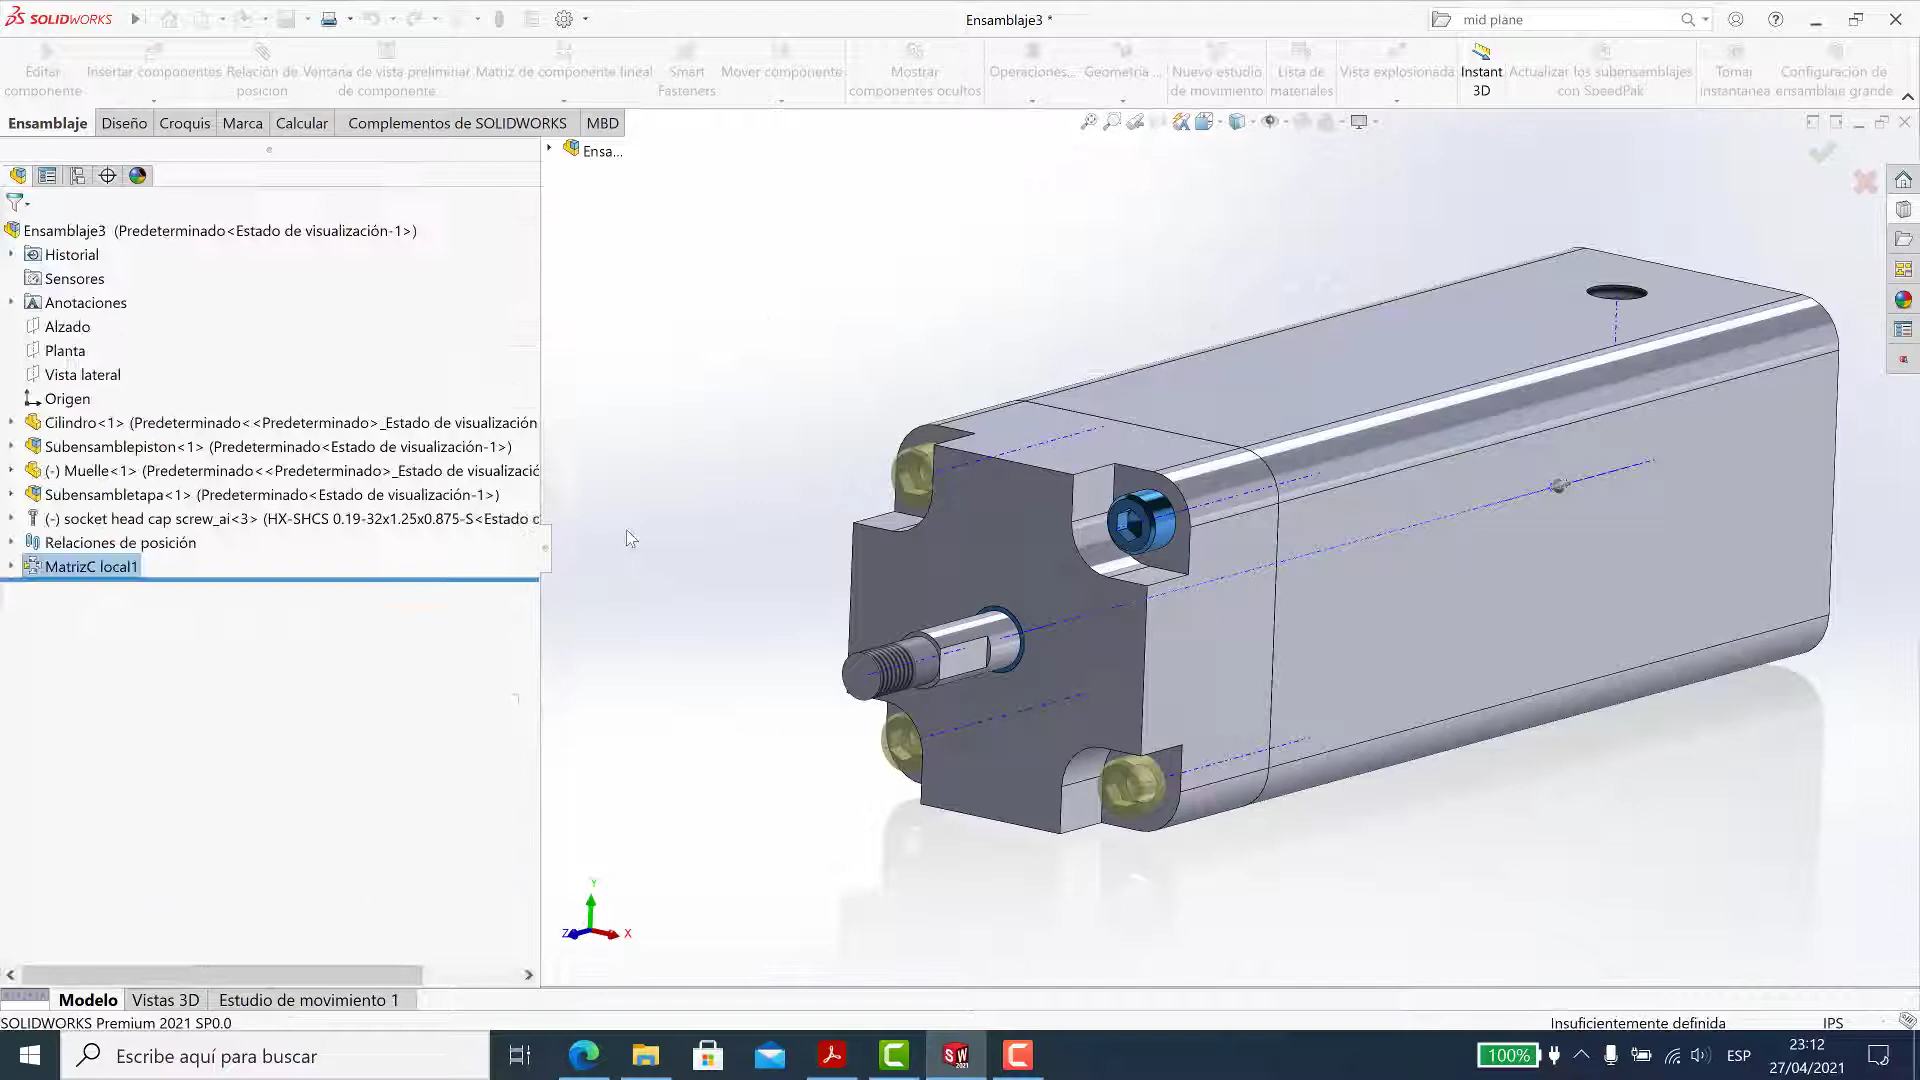 SOLIDWORKS
Ensamblaje3 *
mid plane
Editar componente
Insertar componentes
Relación de posición
Ventana de vista preliminar de componente
Matriz de componente lineal
Smart Fasteners
Mover componente
Mostrar componentes ocultos
Operaciones...
Geometría ...
Nuevo estudio de movimiento
Lista de materiales
Vista explosionada
Instant 3D
Actualizar los subensamblajes con SpeedPak
Tomar instantánea
Configuración de ensamblaje grande
Ensamblaje
Diseño
Croquis
Marca
Calcular
Complementos de SOLIDWORKS
MBD
Ensa...
Ensamblaje3 (Predeterminado<Estado de visualización-1>)
Historial
Sensores
Anotaciones
Alzado
Planta
Vista lateral
Origen
Cilindro<1> (Predeterminado<<Predeterminado>_Estado de visualización
Subensamblepiston<1> (Predeterminado<Estado de visualización-1>)
(-) Muelle<1> (Predeterminado<<Predeterminado>_Estado de visualizació
Subensambletapa<1> (Predeterminado<Estado de visualización-1>)
(-) socket head cap screw_ai<3> (HX-SHCS 0.19-32x1.25x0.875-S<Estado d
Relaciones de posición
MatrizC local1
Y
Z
X
Modelo
Vistas 3D
Estudio de movimiento 1
SOLIDWORKS Premium 2021 SP0.0
Insuficientemente definida
IPS
Escribe aquí para buscar
SW
2021
100%
ESP
23:12
27/04/2021